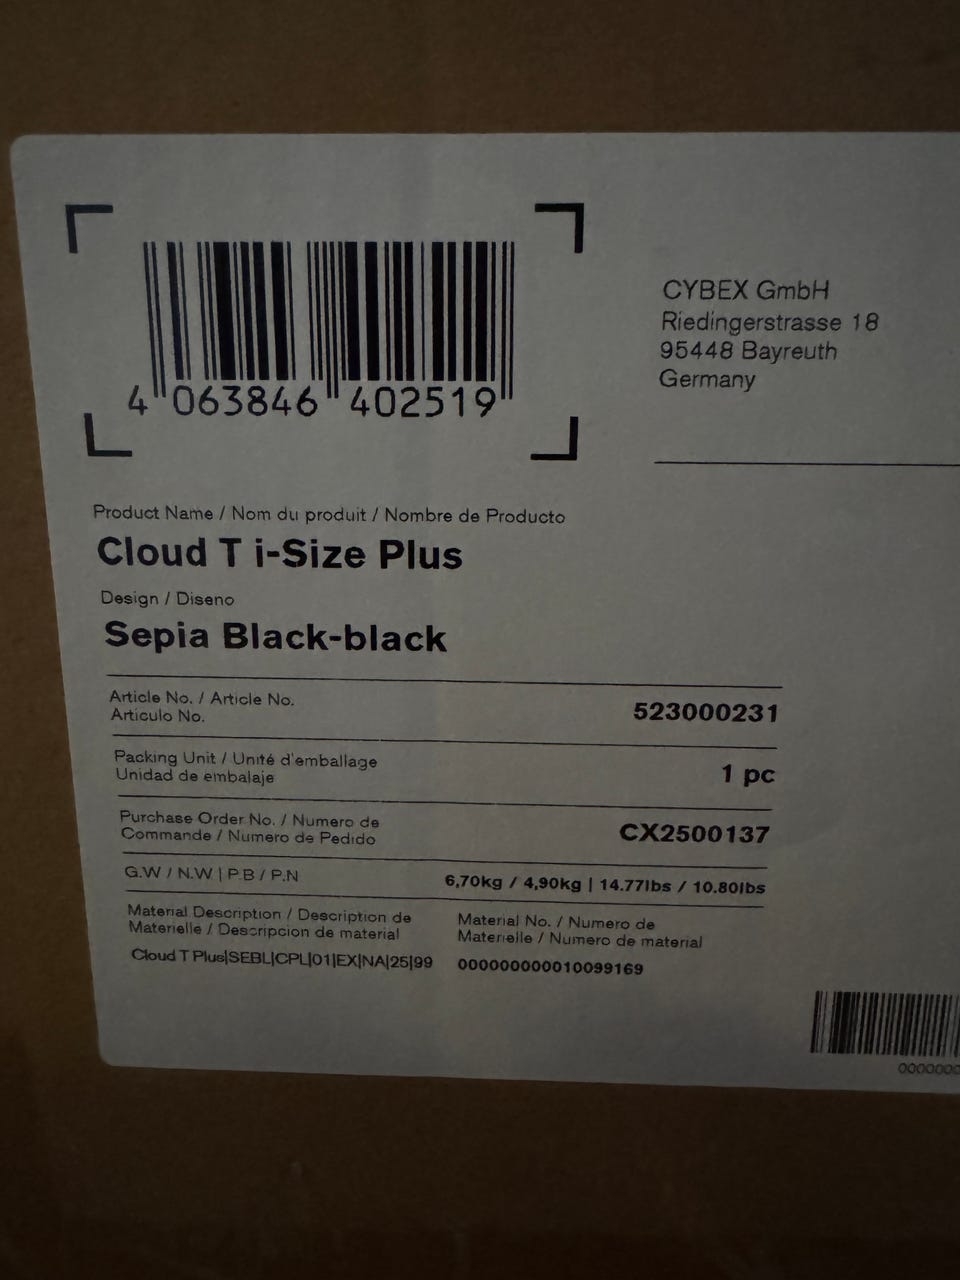 4 063846 402519
CYBEX GmbH
Riedingerstrasse 18
95448 Bayreuth
Germany
Product Name / Nom du produit / Nombre de Producto
Cloud T i-Size Plus
Design / Diseno
Sepia Black-black
Article No. / Article No.
Articulo No.
523000231
Packing Unit / Unité d'emballage
Unidad de embalaje
1 pc
Purchase Order No. / Numero de
Commande / Numero de Pedido
CX2500137
G.W / N.W | P.B / P.N
6,70kg / 4,90kg | 14.77lbs / 10.80lbs
Material Description / Description de
Materielle / Descripcion de material
Cloud T Plus|SEBL|CPL|01|EX|NA|25|99
Material No. / Numero de
Materielle / Numero de material
000000000010099169
0000000